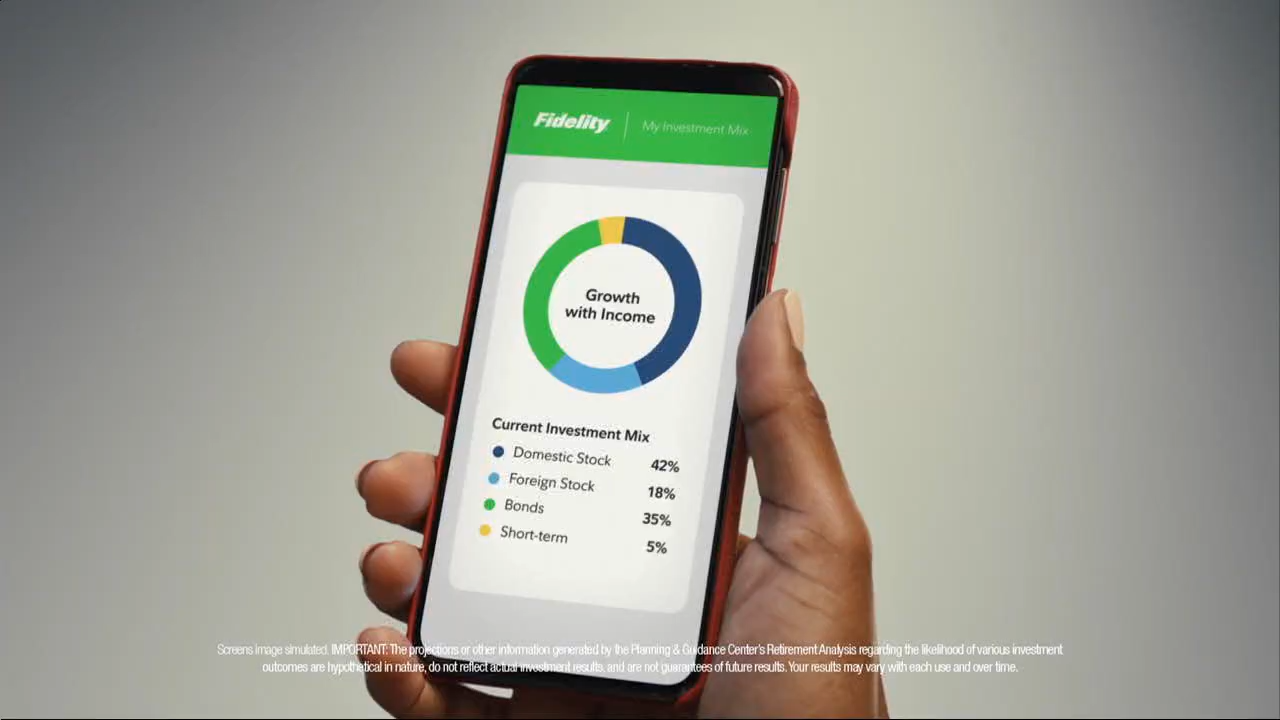 Fidelity | My Investment Mix
Growth
with Income
Current Investment Mix
Domestic Stock 42%
Foreign Stock 18%
Bonds 35%
Short-term 5%
Screens image simulated. IMPORTANT: The projections or other information generated by the Planning & Guidance Center's Retirement Analysis regarding the likelihood of various investment
outcomes are hypothetical in nature, do not reflect actual investment results, and are not guarantees of future results. Your results may vary with each use and over time.